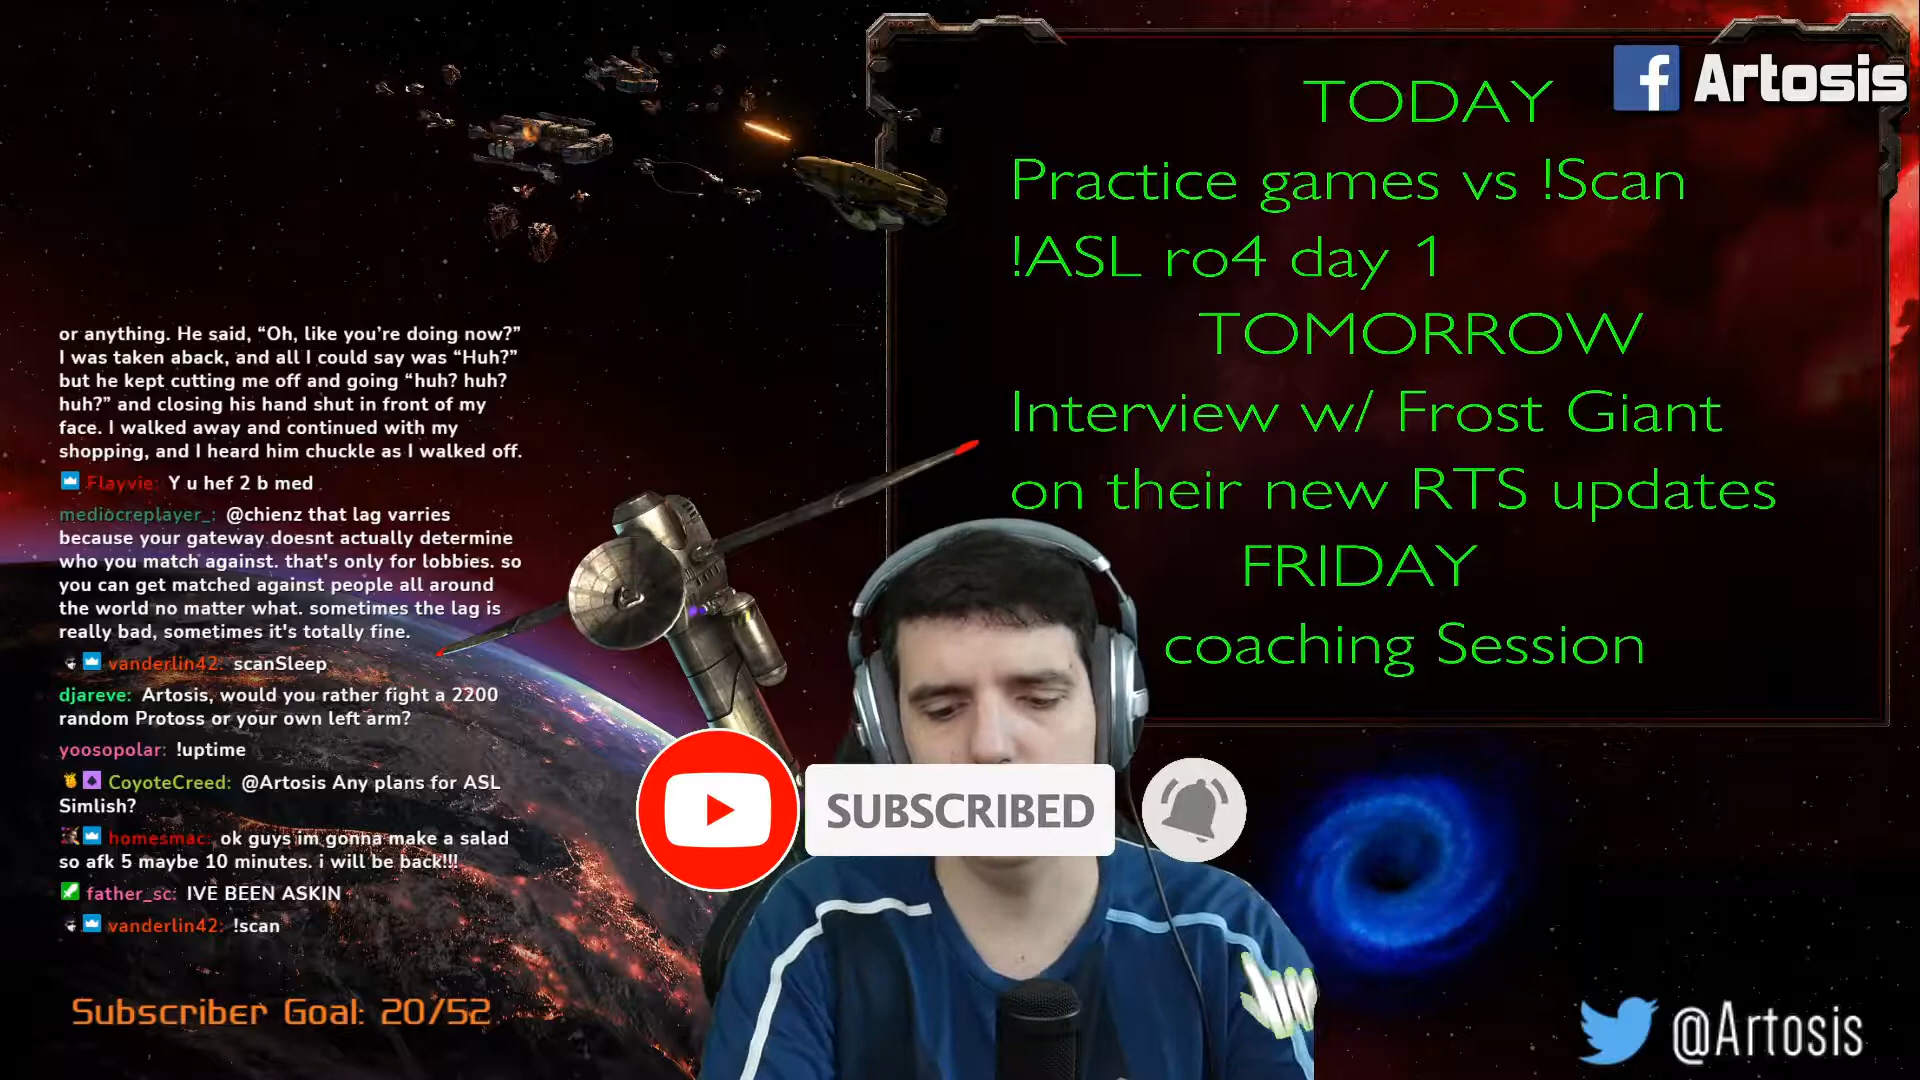 or anything. He said, “Oh, like you’re doing now?”
I was taken aback, and all I could say was “Huh?”
but he kept cutting me off and going “huh? huh?
huh?” and closing his hand shut in front of my
face. I walked away and continued with my
shopping, and I heard him chuckle as I walked off.
Flayvie: Y u hef 2 b med
mediocreplayer_: @chienz that lag varries
because your gateway doesnt actually determine
who you match against. that's only for lobbies. so
you can get matched against people all around
the world no matter what. sometimes the lag is
really bad, sometimes it's totally fine.
vanderlin42: scanSleep
djareve: Artosis, would you rather fight a 2200
random Protoss or your own left arm?
yoosopolar: !uptime
CoyoteCreed: @Artosis Any plans for ASL
Simlish?
homesmac: ok guys im gonna make a salad
so afk 5 maybe 10 minutes. i will be back!!!
father_sc: IVE BEEN ASKIN
vanderlin42: !scan
Subscriber Goal: 20/52
f Artosis
TODAY
Practice games vs !Scan
!ASL ro4 day 1
TOMORROW
Interview w/ Frost Giant
on their new RTS updates
FRIDAY
coaching Session
SUBSCRIBED
@Artosis